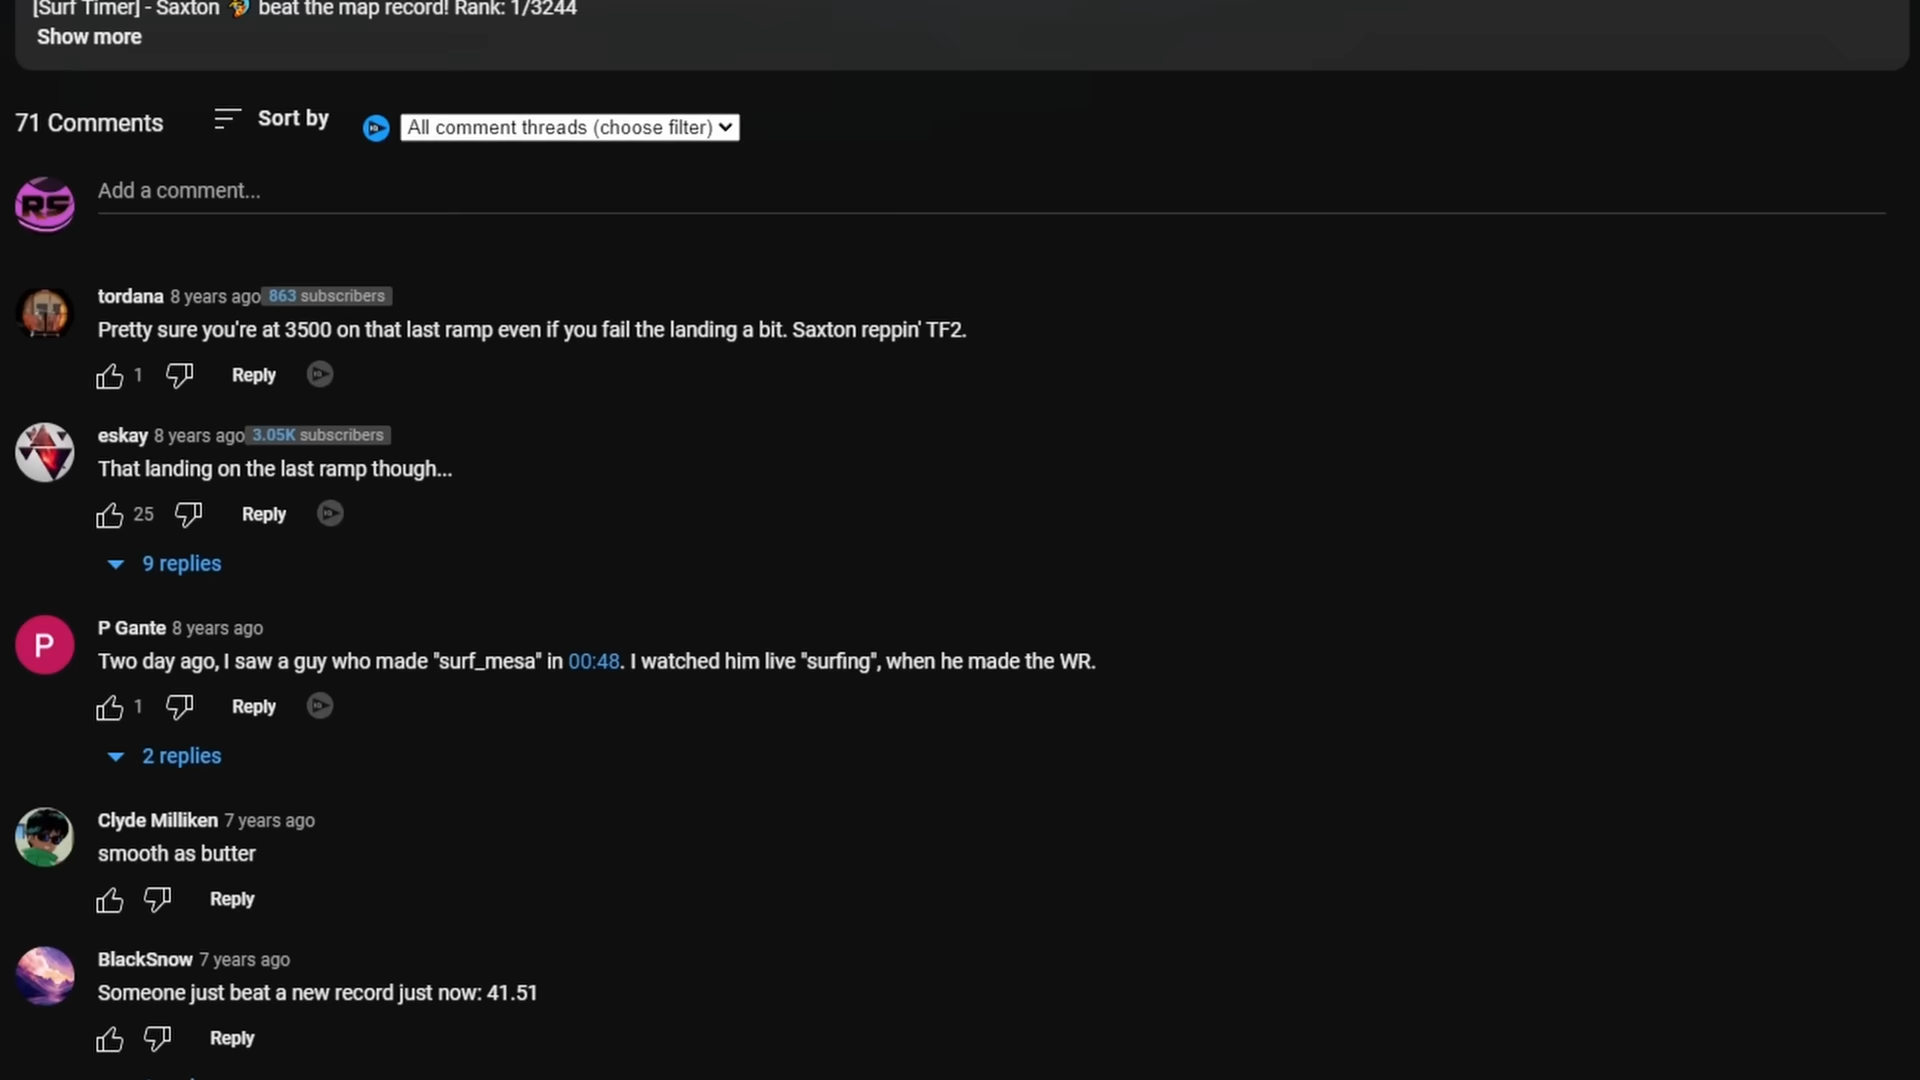 [Surf Timer] - Saxton beat the map record! Rank: 1/3244
Show more
71 Comments
Sort by
All comment threads (choose filter)
RS
Add a comment...
tordana 8 years ago 863 subscribers
Pretty sure you're at 3500 on that last ramp even if you fail the landing a bit. Saxton reppin' TF2.
1 Reply
eskay 8 years ago 3.05K subscribers
That landing on the last ramp though...
25 Reply
9 replies
P
P Gante 8 years ago
Two day ago, I saw a guy who made "surf_mesa" in 00:48. I watched him live "surfing", when he made the WR.
1 Reply
2 replies
Clyde Milliken 7 years ago
smooth as butter
Reply
BlackSnow 7 years ago
Someone just beat a new record just now: 41.51
Reply